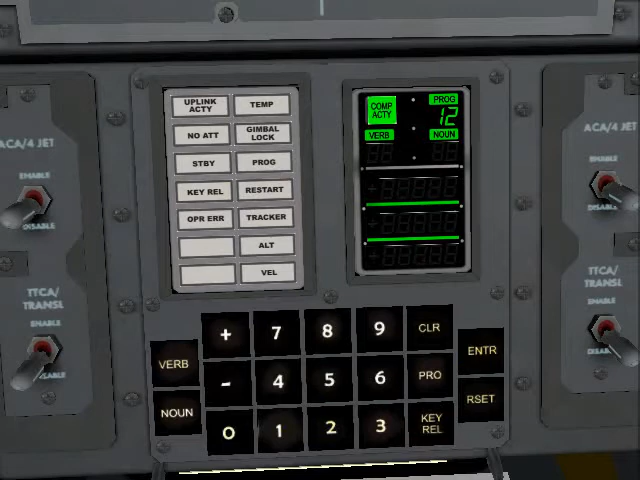 UPLINK ACTY
TEMP
NO ATT
GIMBAL LOCK
STBY
PROG
KEY REL
RESTART
OPR ERR
TRACKER
ALT
VEL
COMP ACTY
PROG
12
VERB
NOUN
ACA/4 JET
ENABLE
DISABLE
TTCA/
TRANSL
ENABLE
DISABLE
ACA/4 JET
ENABLE
DISABLE
TTCA/
TRANSL
ENABLE
DISABLE
VERB
NOUN
+ 7 8 9 CLR
- 4 5 6 PRO
0 1 2 3 KEY REL
ENTR
RSET